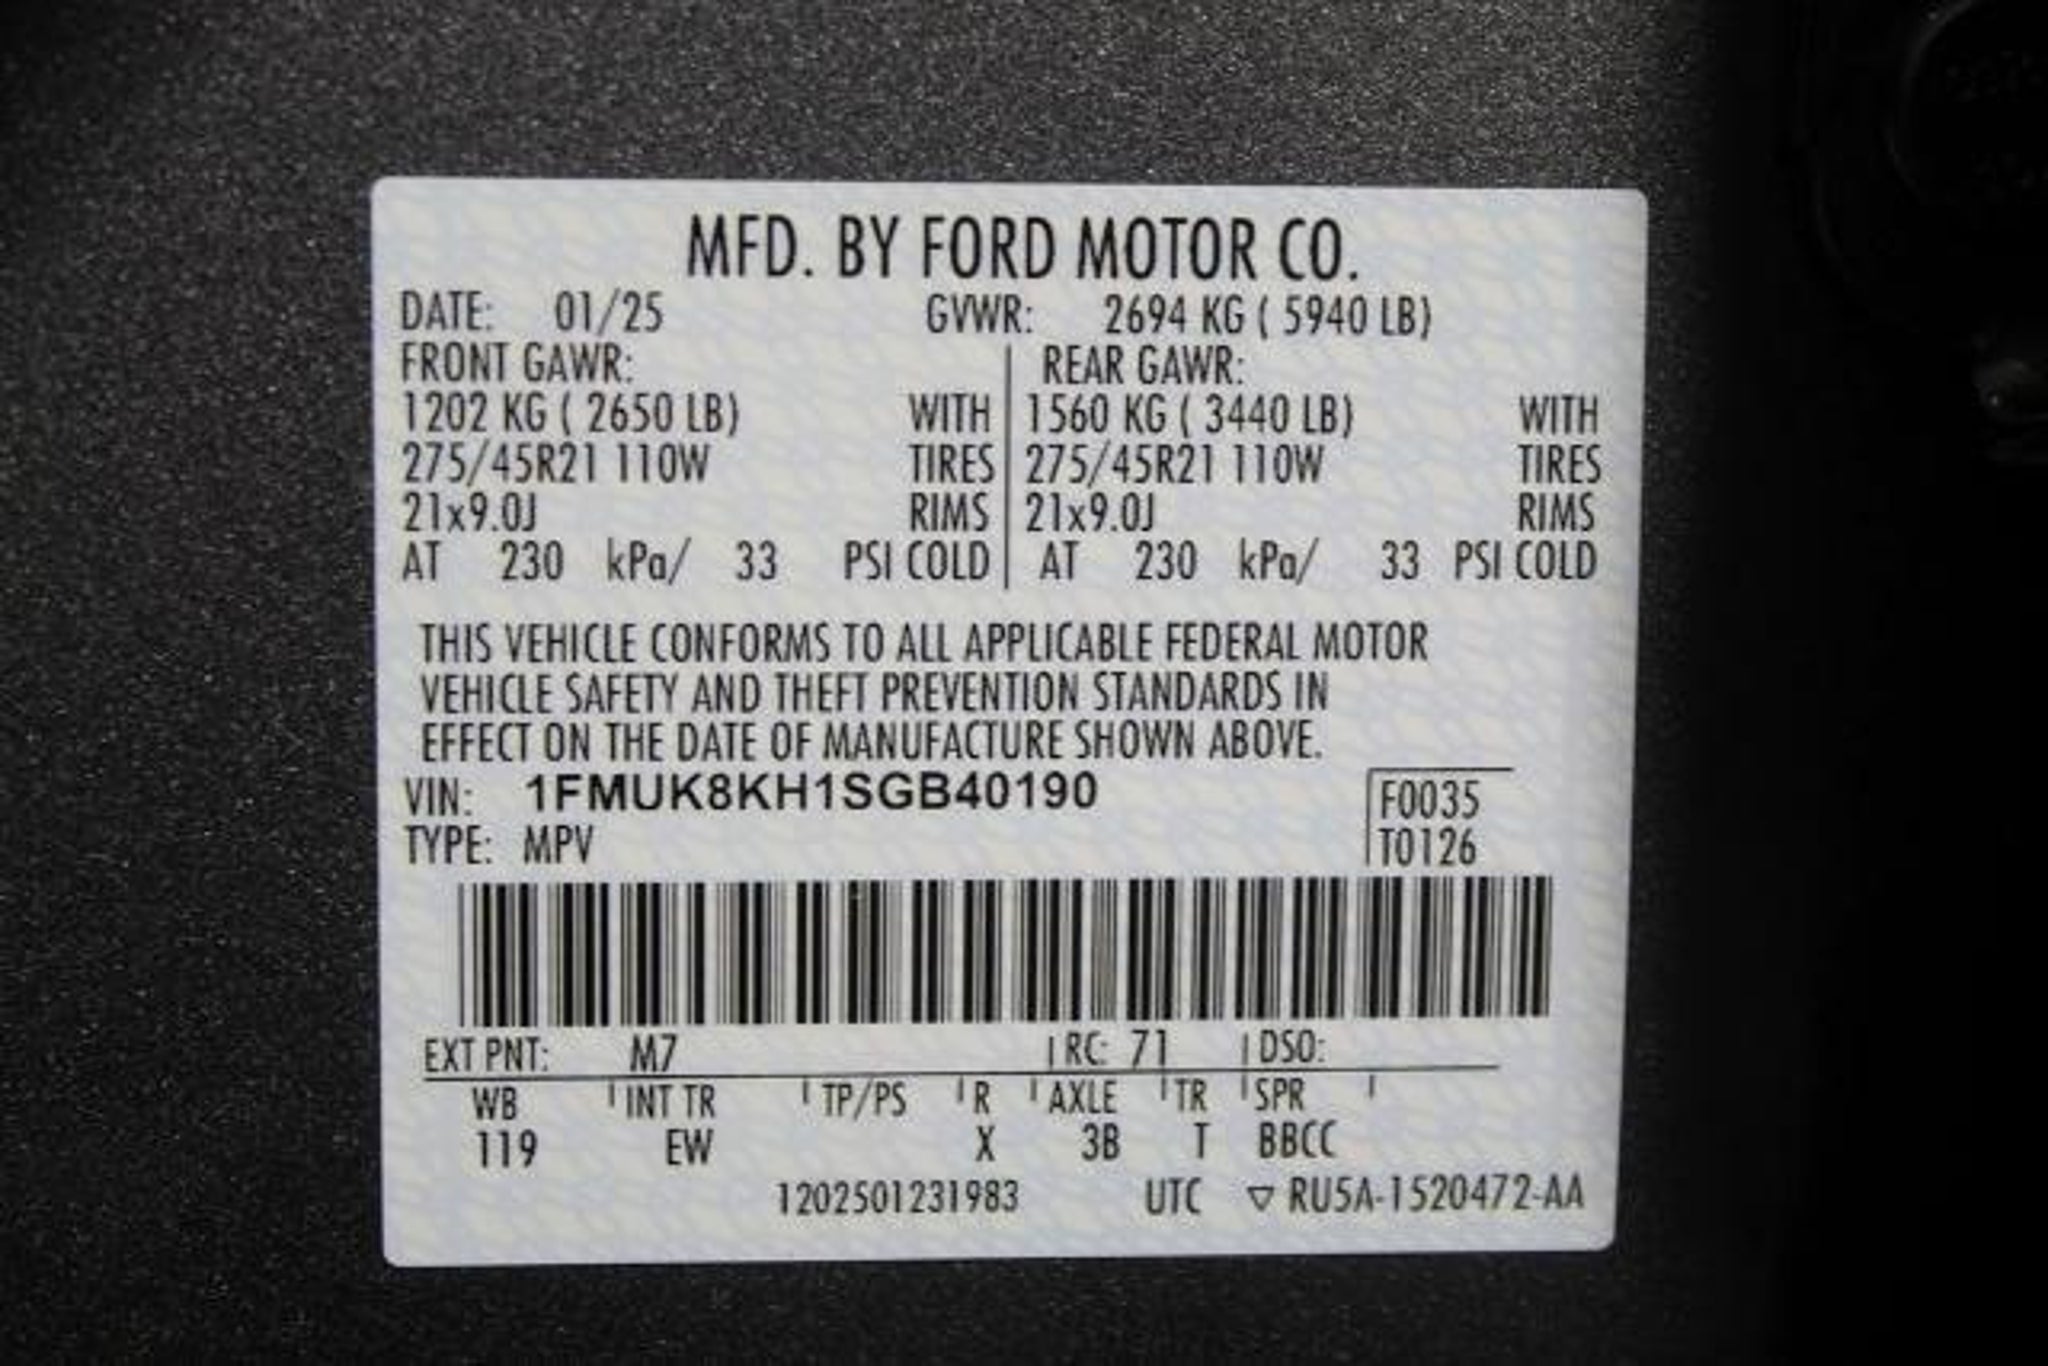 MFD. BY FORD MOTOR CO.
DATE: 01/25 GVWR: 2694 KG ( 5940 LB)
FRONT GAWR: REAR GAWR:
1202 KG ( 2650 LB) WITH 1560 KG ( 3440 LB) WITH
275/45R21 110W TIRES 275/45R21 110W TIRES
21x9.0J RIMS 21x9.0J RIMS
AT 230 kPa/ 33 PSI COLD AT 230 kPa/ 33 PSI COLD
THIS VEHICLE CONFORMS TO ALL APPLICABLE FEDERAL MOTOR
VEHICLE SAFETY AND THEFT PREVENTION STANDARDS IN
EFFECT ON THE DATE OF MANUFACTURE SHOWN ABOVE.
VIN: 1FMUK8KH1SGB40190 F0035
TYPE: MPV T0126
EXT PNT: M7 RC: 71 DSO:
WB INT TR TP/PS R AXLE TR SPR
119 EW X 3B T BBCC
1202501231983 UTC ▽ RU5A-1520472-AA